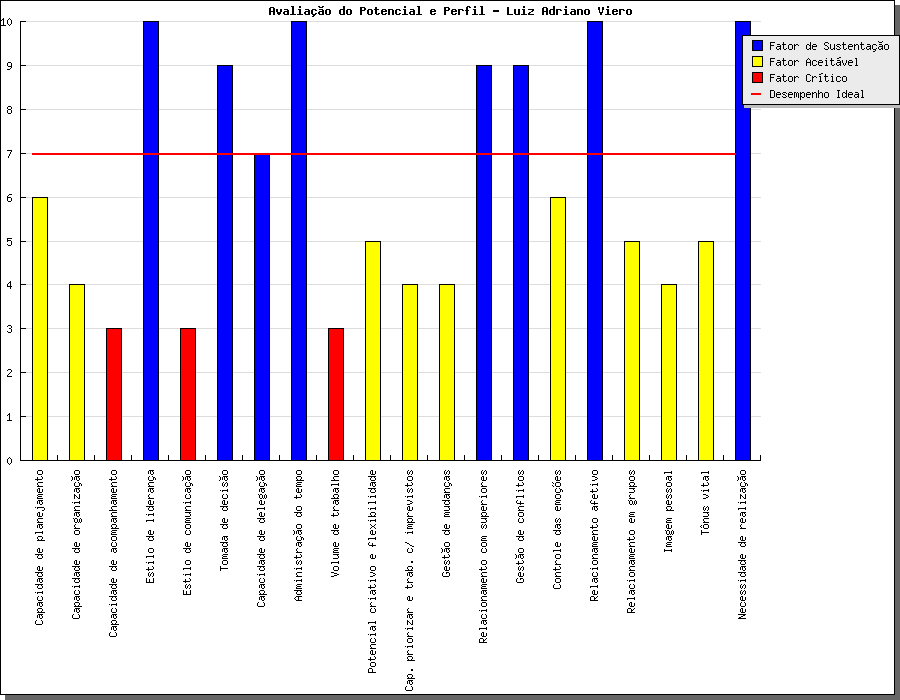 Avaliação do Potencial e Perfil - Luiz Adriano Viero
Fator de Sustentação
Fator Aceitável
Fator Crítico
Desempenho Ideal
10
9
8
7
6
5
4
3
2
1
0
Capacidade de planejamento
Capacidade de organização
Capacidade de acompanhamento
Estilo de liderança
Estilo de comunicação
Tomada de decisão
Capacidade de delegação
Administração do tempo
Volume de trabalho
Potencial criativo e flexibilidade
Cap. priorizar e trab. c/ imprevistos
Gestão de mudanças
Relacionamento com superiores
Gestão de conflitos
Controle das emoções
Relacionamento afetivo
Relacionamento em grupos
Imagem pessoal
Tônus vital
Necessidade de realização